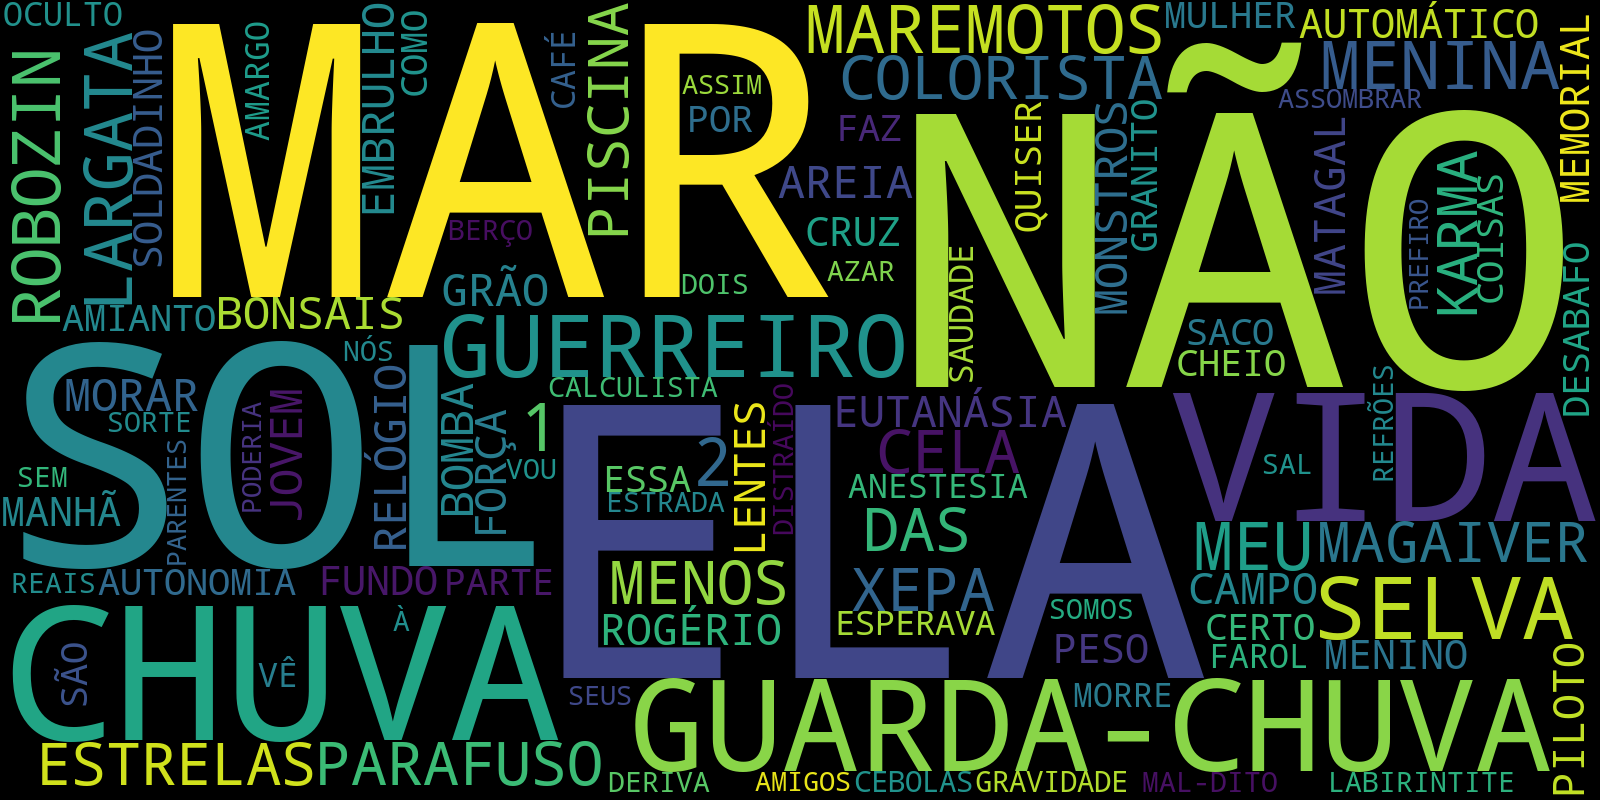 OCULTO
ROBOZIN
LARGATA
SOLDADINHO
MAR
AMARGO
EMBRULHO
COMO
CAFÉ
PISCINA
ASSIM
POR
BERÇO
MAREMOTOS
COLORISTA
MULHER
AUTOMÁTICO
MENINA
ASSOMBRAR
MEMORIAL
FAZ
AREIA
CRUZ
AZAR
NÃO
QUISER
MONSTROS
GRANITO
MATAGAL
PREFIRO
KARMA
COISAS
DESABAFO
SAUDADE
SACO
CHEIO
GRÃO
DOIS
AMIANTO
BONSAIS
GUERREIRO
NÓS
SOL
MORAR
SORTE
PODERIA
JOVEM
RELÓGIO
BOMBA
FORÇA
1
VOU
CALCULISTA
ELA
ESSA
2
ESTRADA
LENTES
DISTRAÍDO
EUTANÁSIA
CELA
ANESTESIA
DAS
VIDA
SAL
REFRÕES
SEM
MANHÃ
PARENTES
REAIS
AUTONOMIA
FUNDO
PARTE
MENOS
ROGÉRIO
XEPA
ESPERAVA
SOMOS
PESO
MEU
MAGAIVER
CAMPO
SELVA
CERTO
FAROL
MENINO
CHUVA
SÃO
VÊ
À
SEUS
GUARDA-CHUVA
MORRE
PILOTO
ESTRELAS
PARAFUSO
DERIVA
AMIGOS
CEBOLAS
GRAVIDADE
MAL-DITO
LABIRINTITE